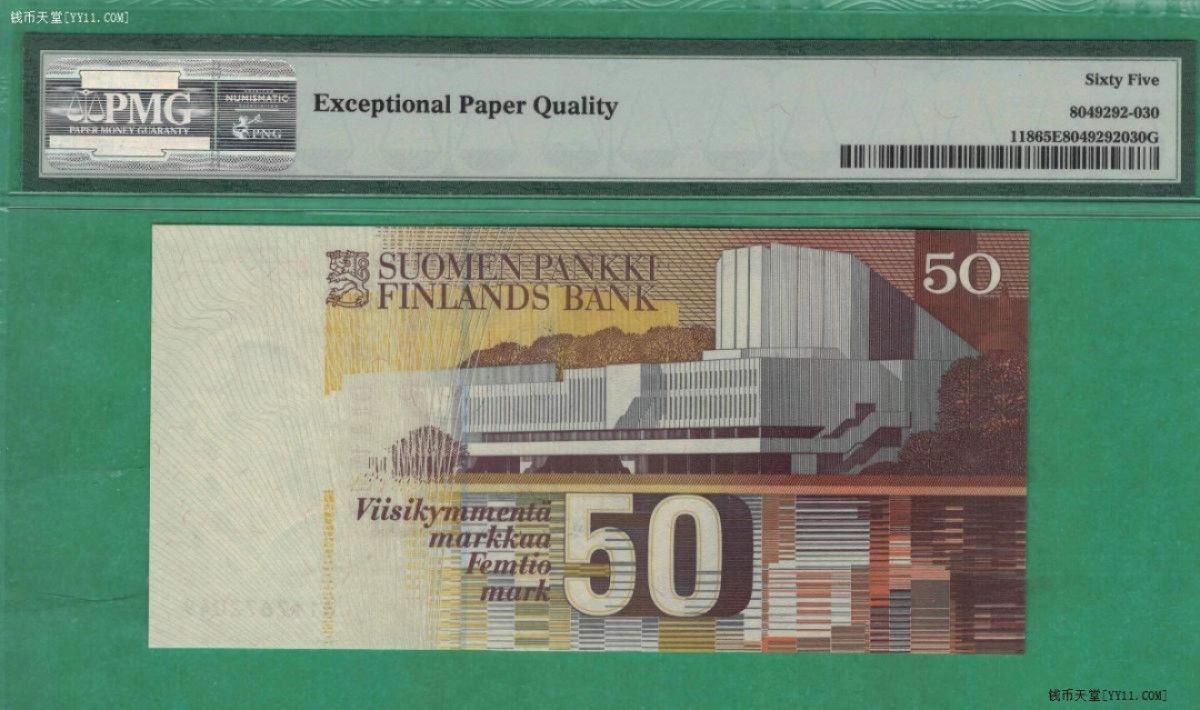 钱币天堂[YY11.COM]
PMG
PAPER MONEY GUARANTY
NUMISMATIC
PNG
Exceptional Paper Quality
Sixty Five
8049292-030
11865E8049292030G
SUOMEN PANKKI
FINLANDS BANK
50
Viisikymmentä
markkaa
Femtio
mark
50
钱币天堂[YY11.COM]